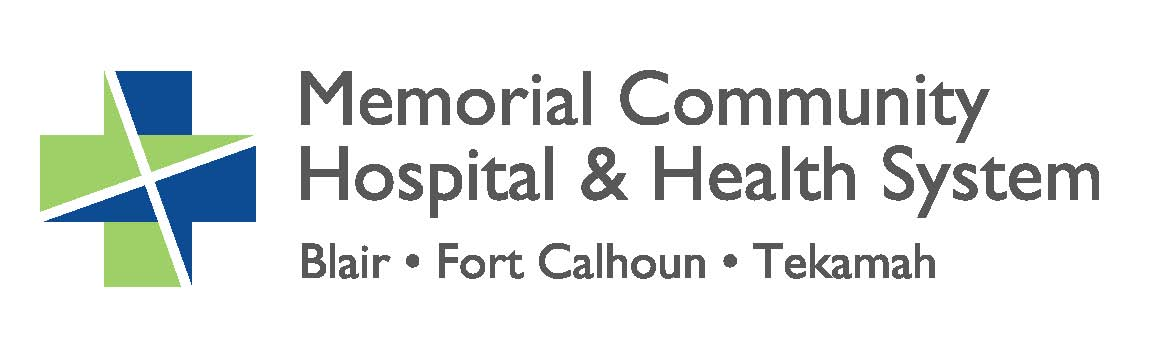 Memorial Community
Hospital & Health System
Blair • Fort Calhoun • Tekamah